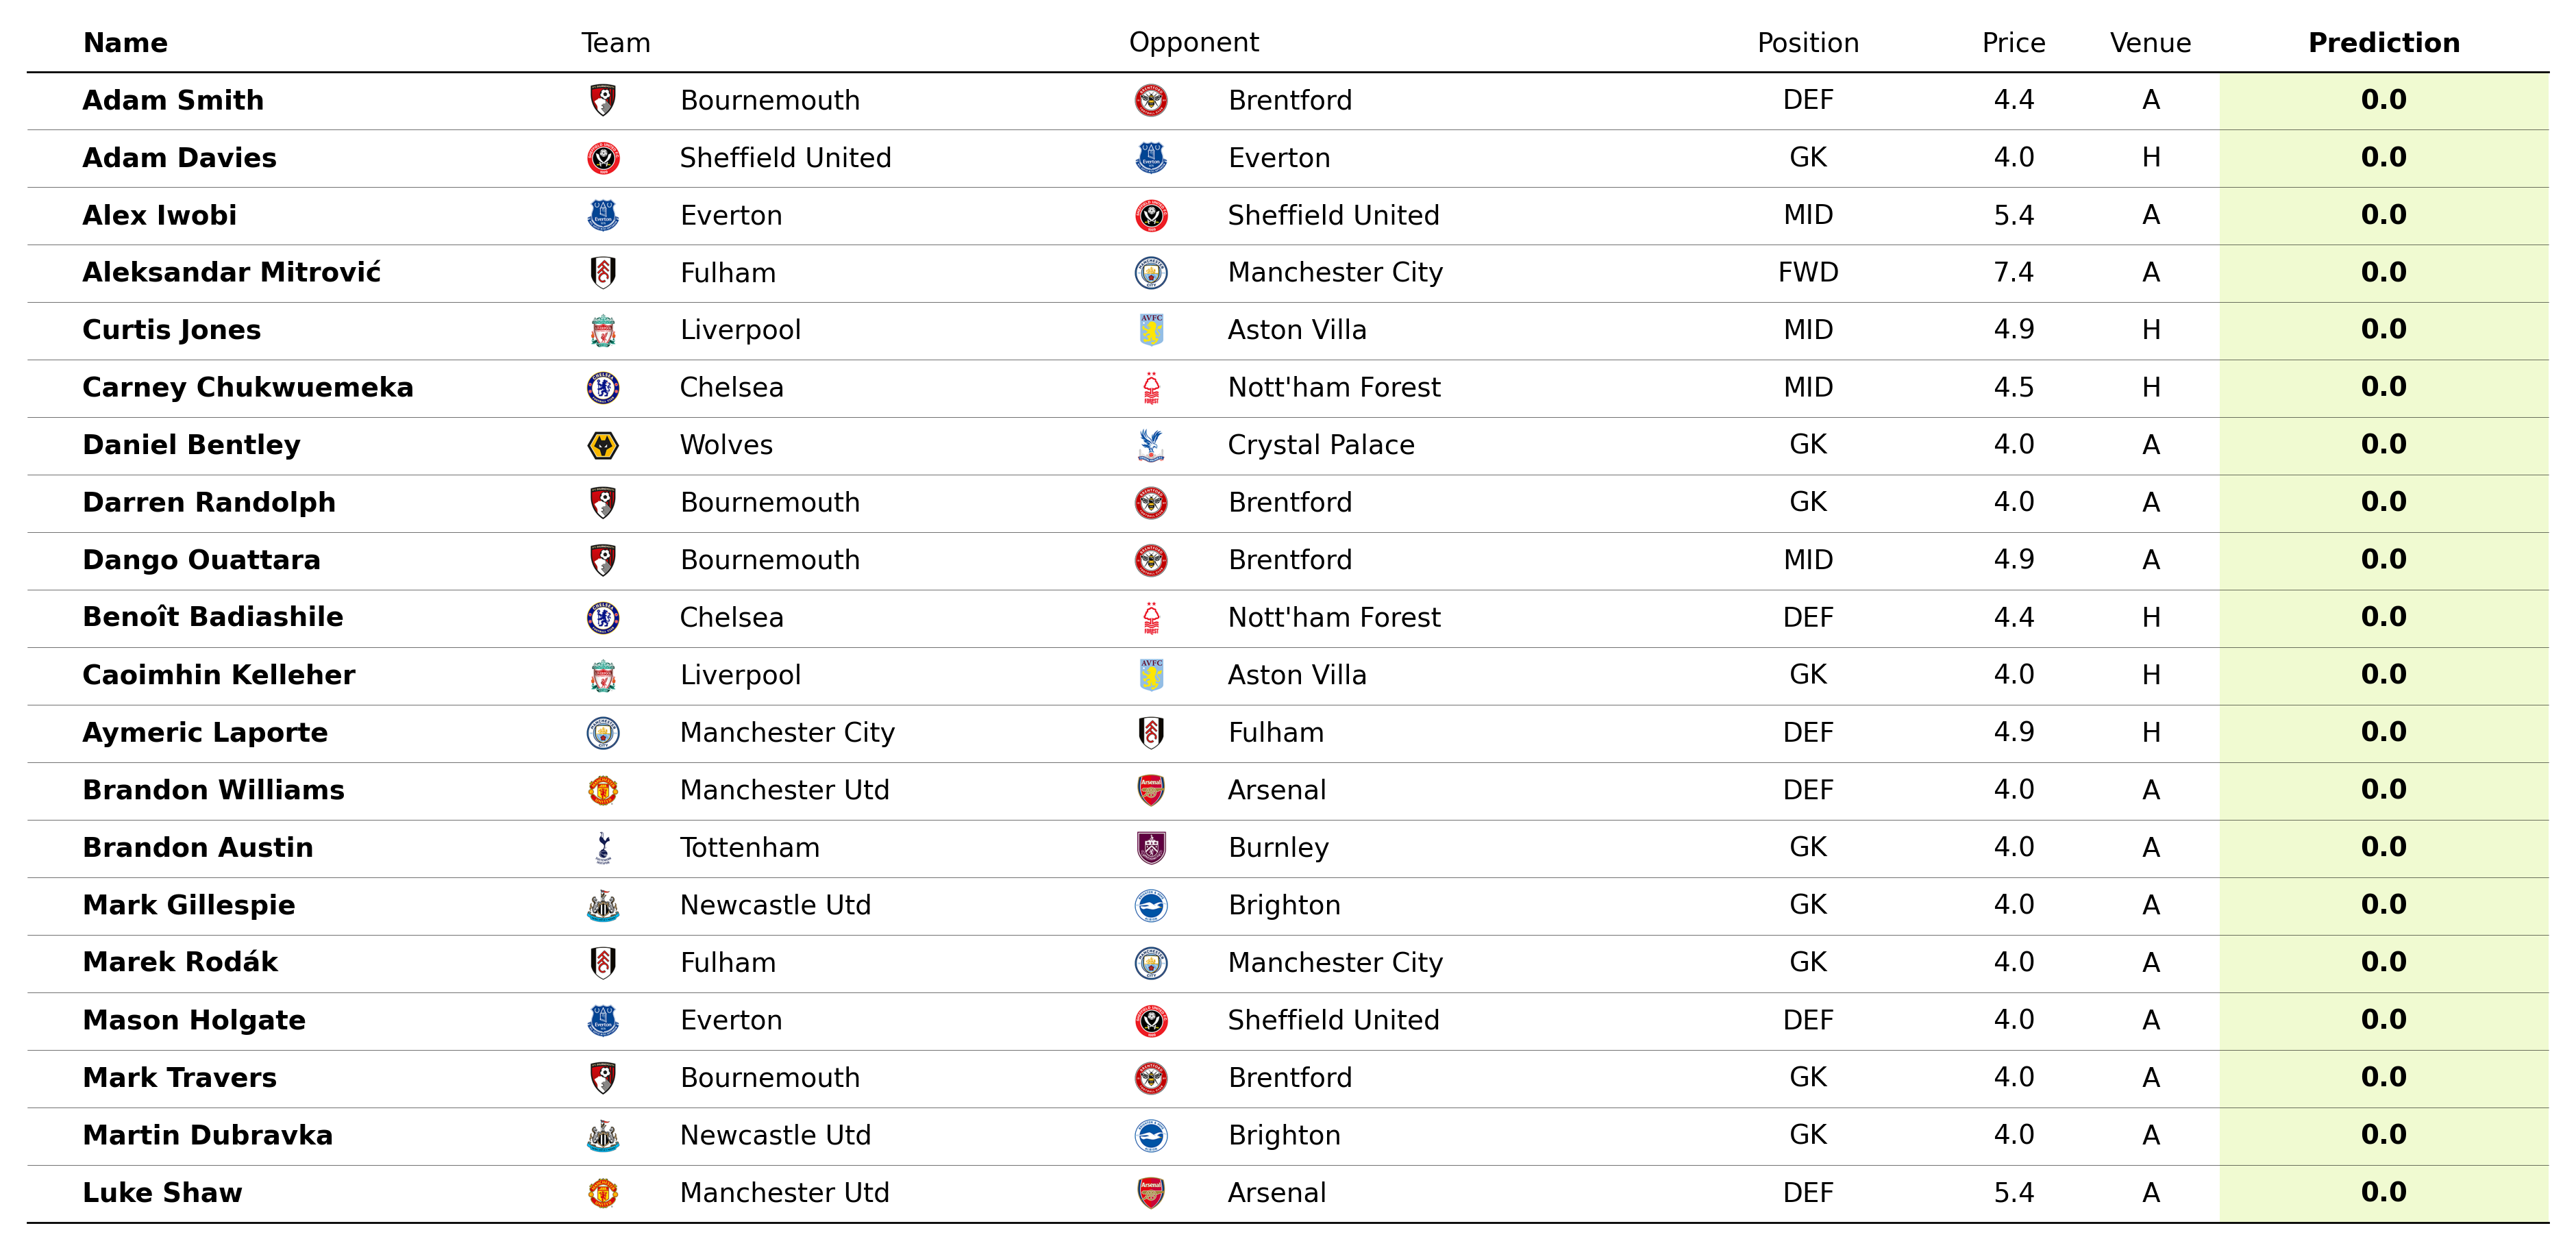 Name Team Opponent Position Price Venue Prediction
Adam Smith Bournemouth Brentford DEF 4.4 A 0.0
Adam Davies Sheffield United Everton GK 4.0 H 0.0
Alex Iwobi Everton Sheffield United MID 5.4 A 0.0
Aleksandar Mitrović Fulham Manchester City FWD 7.4 A 0.0
Curtis Jones Liverpool Aston Villa MID 4.9 H 0.0
Carney Chukwuemeka Chelsea Nott'ham Forest MID 4.5 H 0.0
Daniel Bentley Wolves Crystal Palace GK 4.0 A 0.0
Darren Randolph Bournemouth Brentford GK 4.0 A 0.0
Dango Ouattara Bournemouth Brentford MID 4.9 A 0.0
Benoît Badiashile Chelsea Nott'ham Forest DEF 4.4 H 0.0
Caoimhin Kelleher Liverpool Aston Villa GK 4.0 H 0.0
Aymeric Laporte Manchester City Fulham DEF 4.9 H 0.0
Brandon Williams Manchester Utd Arsenal DEF 4.0 A 0.0
Brandon Austin Tottenham Burnley GK 4.0 A 0.0
Mark Gillespie Newcastle Utd Brighton GK 4.0 A 0.0
Marek Rodák Fulham Manchester City GK 4.0 A 0.0
Mason Holgate Everton Sheffield United DEF 4.0 A 0.0
Mark Travers Bournemouth Brentford GK 4.0 A 0.0
Martin Dubravka Newcastle Utd Brighton GK 4.0 A 0.0
Luke Shaw Manchester Utd Arsenal DEF 5.4 A 0.0